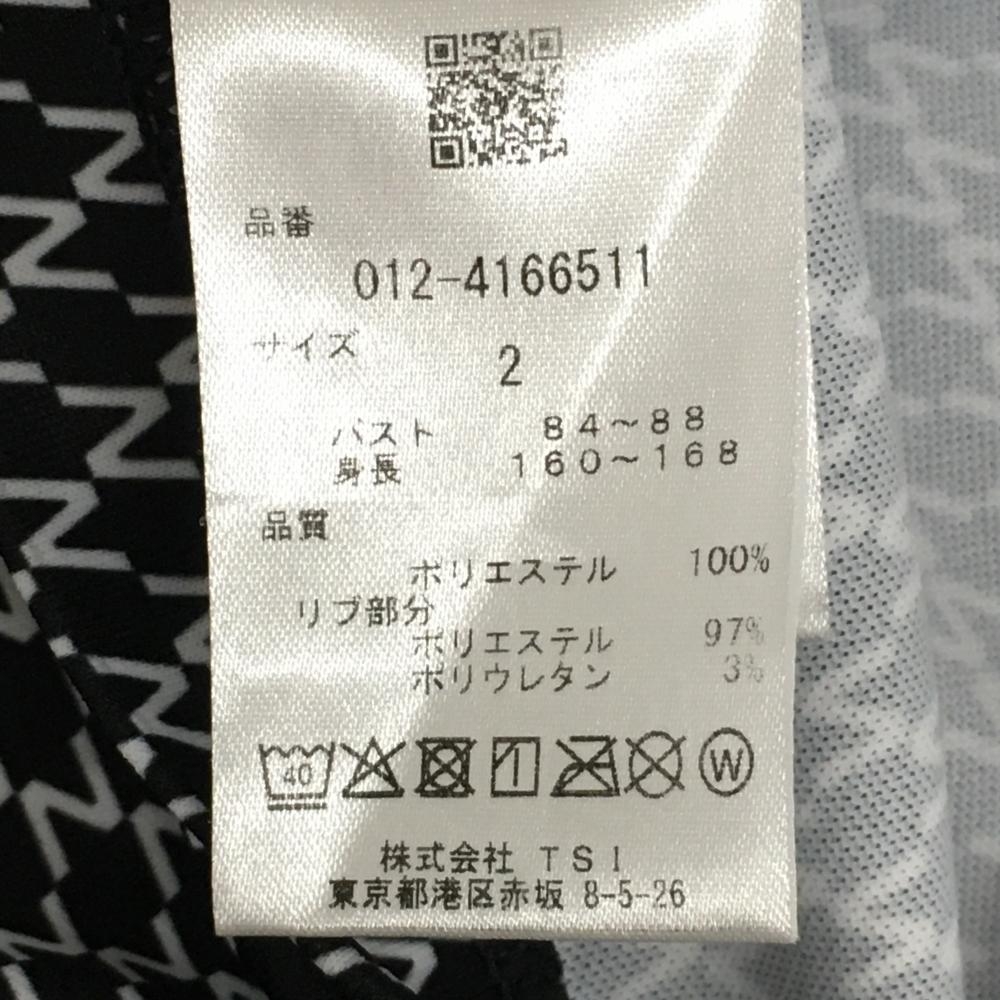 品番
012-4166511
サイズ 2
バスト 84～88
身長 160～168
品質
ポリエステル 100%
リブ部分
ポリエステル 97%
ポリウレタン 3%
40 W
株式会社 TSI
東京都港区赤坂 8-5-26